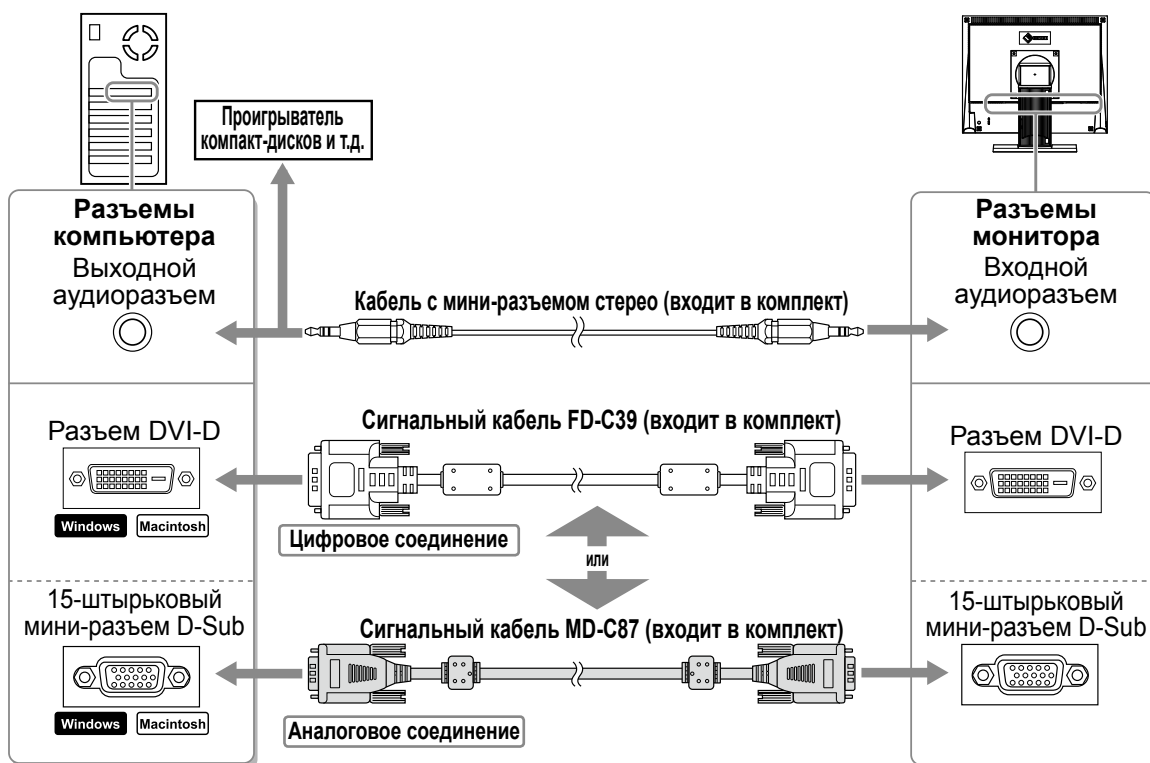 Проигрыватель
компакт-дисков и т.д.
Разъемы
компьютера
Выходной
аудиоразъем
Разъемы
монитора
Входной
аудиоразъем
Кабель с мини-разъемом стерео (входит в комплект)
Разъем DVI-D
Windows
Macintosh
Сигнальный кабель FD-C39 (входит в комплект)
Цифровое соединение
Разъем DVI-D
или
15-штырьковый
мини-разъем D-Sub
Windows
Macintosh
Сигнальный кабель MD-C87 (входит в комплект)
Аналоговое соединение
15-штырьковый
мини-разъем D-Sub